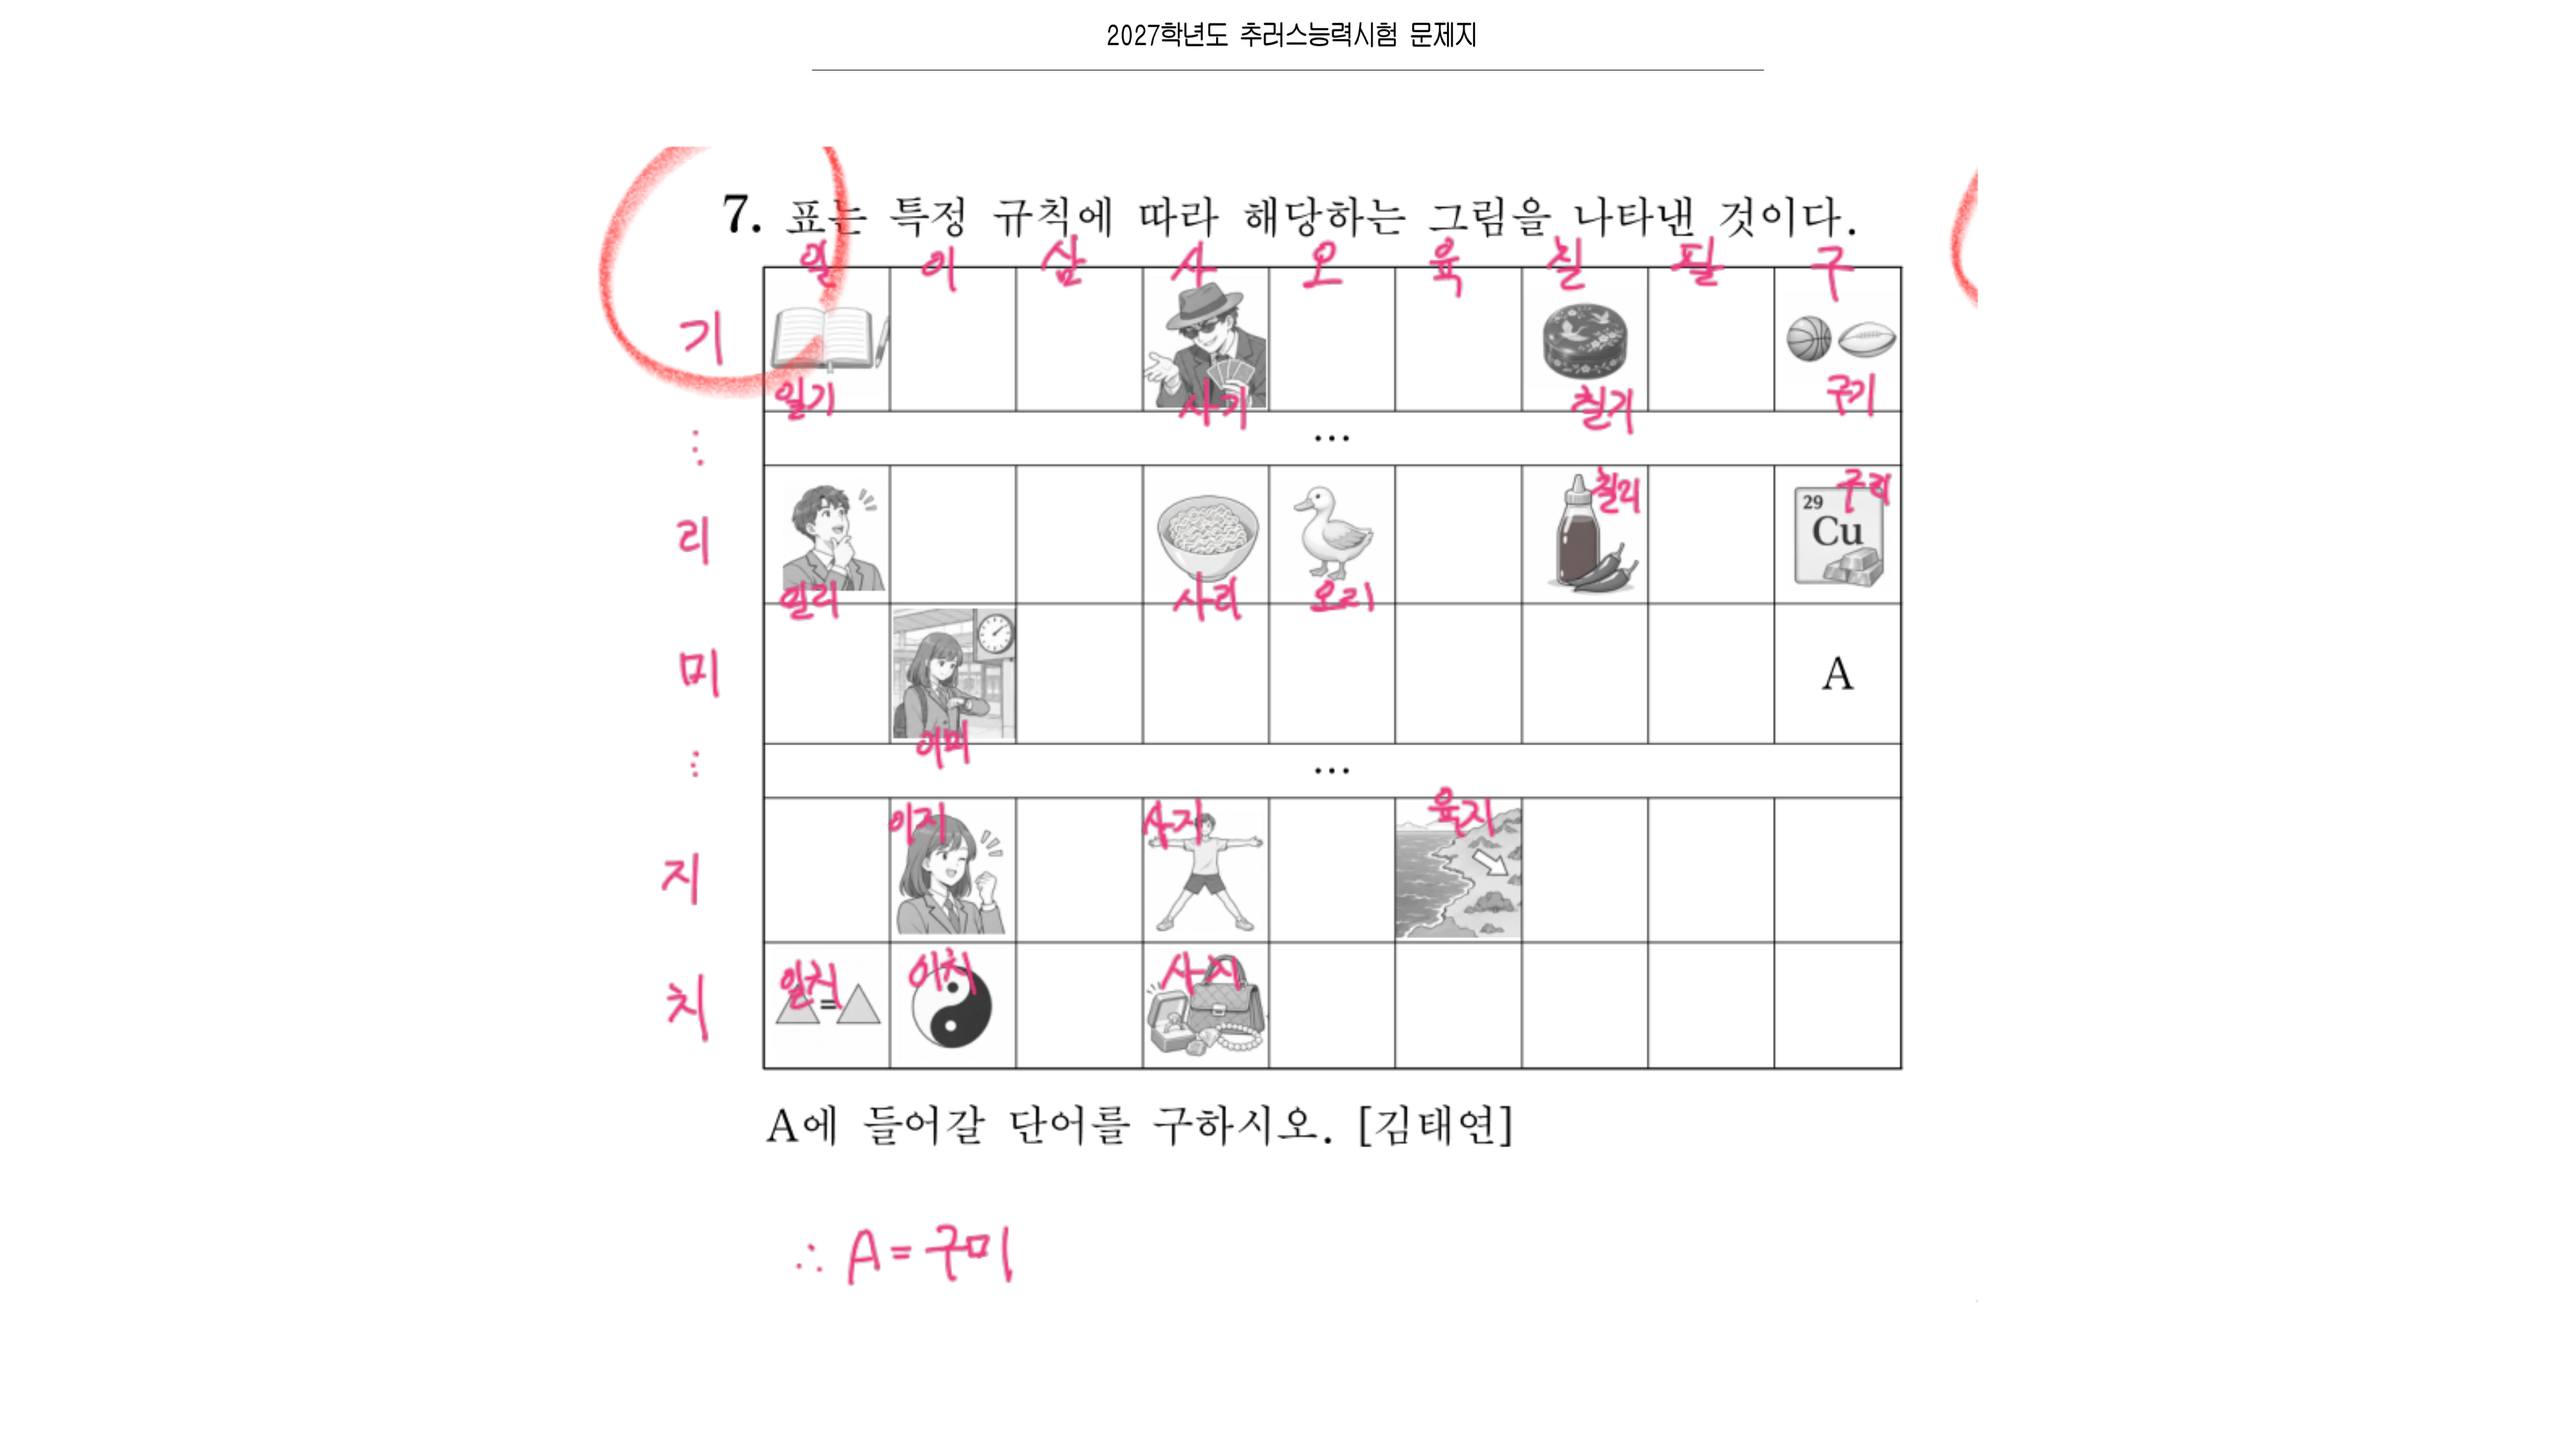 2027학년도 추러스능력시험 문제지
7. 표는 특정 규칙에 따라 해당하는 그림을 나타낸 것이다.
일 이 삼 사 오 육 칠 팔 구
기
일기 사기 칠기 구기
⋮ …
리 칠리 구리
29
Cu
일리 사리 오리
미 A
이미
⋮ …
이지 사지 육지
지
일치 이치 사치
=
치
A에 들어갈 단어를 구하시오. [김태연]
∴ A = 구미